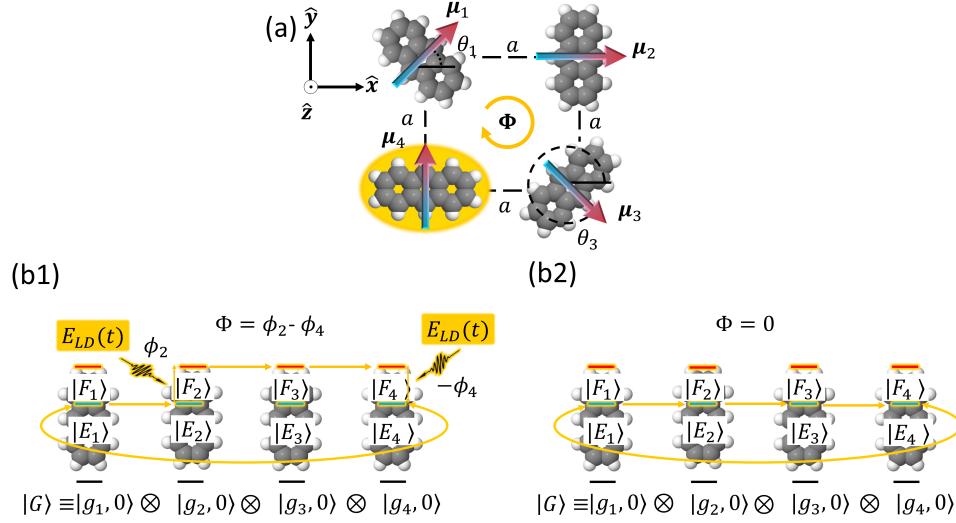 (a)
ŷ
x̂
ẑ
μ₁
θ₁
a
μ₂
a
Φ
a
μ₄
a
μ₃
θ₃
(b1)
E_LD(t)
ϕ₂
Φ = ϕ₂- ϕ₄
E_LD(t)
−ϕ₄
|F₁⟩ |F₂⟩ |F₃⟩ |F₄⟩
|E₁⟩ |E₂⟩ |E₃⟩ |E₄⟩
|G⟩ ≡|g₁, 0⟩ ⊗ |g₂, 0⟩ ⊗ |g₃, 0⟩ ⊗ |g₄, 0⟩
(b2)
Φ = 0
|F₁⟩ |F₂⟩ |F₃⟩ |F₄⟩
|E₁⟩ |E₂⟩ |E₃⟩ |E₄⟩
|G⟩ ≡|g₁, 0⟩ ⊗ |g₂, 0⟩ ⊗ |g₃, 0⟩ ⊗ |g₄, 0⟩